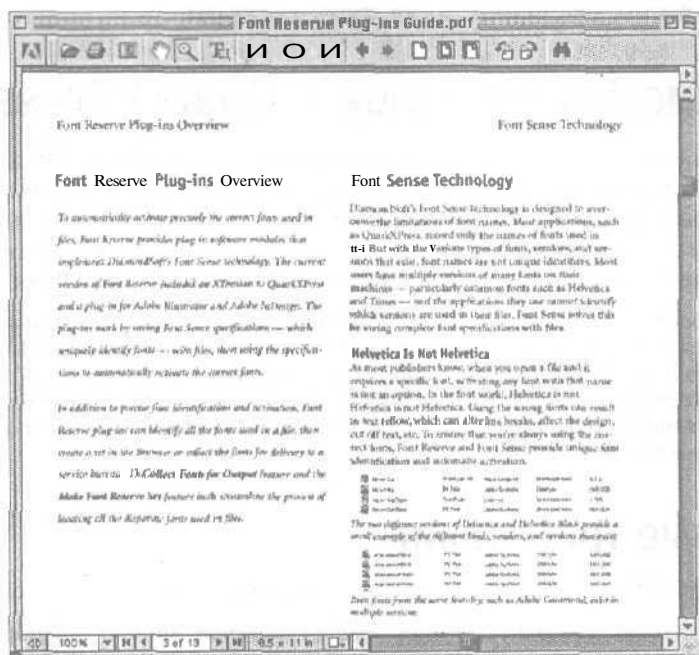 Font Reserve Plug-Ins Guide.pdf
И О И
Font Reserve Plug-ins Overview
Font Sense Technology
Font Reserve Plug-ins Overview
To automatically activate precisely the correct fonts used in
files, Font Reserve provides plug-in software modules that
implement DiamondSoft's Font Sense technology. The current
version of Font Reserve included an XTension to QuarkXPress
and a plug-in for Adobe Illustrator and Adobe InDesign. The
plug-ins work by saving Font Sense specifications — which
uniquely identify fonts — with files, then using the specifica-
tions to automatically activate the correct fonts.
In addition to precise font identification and activation, Font
Reserve plug-ins can identify all the fonts used in a file, then
create a set in the Browser or collect the fonts for delivery to a
service bureau. Collect Fonts for Output feature and the
Make Font Reserve Set feature both streamline the process of
locating all the disparate fonts used in files.
Font Sense Technology
DiamondSoft's Font Sense technology is designed to over-
come the limitations of font names. Most applications, such
as QuarkXPress, record only the names of fonts used in
But with the various types of fonts, vendors, and ver-
sions that exist, font names are not unique identifiers. Most
users have multiple versions of many fonts on their
machines — particularly common fonts such as Helvetica
and Times — and the applications they use cannot identify
which versions are used in their files. Font Sense solves this
by saving complete font specifications with files.
Helvetica Is Not Helvetica
As most publishers know, when you open a file and it
requires a specific font, activating any font with that name
is not an option. In the font world, Helvetica is not
Helvetica is not Helvetica. Using the wrong fonts can result
in text reflow, which can alter line breaks, affect the design,
cut off text, etc. To ensure that you're always using the cor-
rect fonts, Font Reserve and Font Sense provide unique font
identification and automatic activation.
The two different versions of Helvetica and Helvetica Black provide a
small example of the different kinds, vendors, and versions that exist.
Even fonts from the same foundry, such as Adobe Garamond, exist in
multiple versions.
100% 3 of 13 8.5 x 11 in